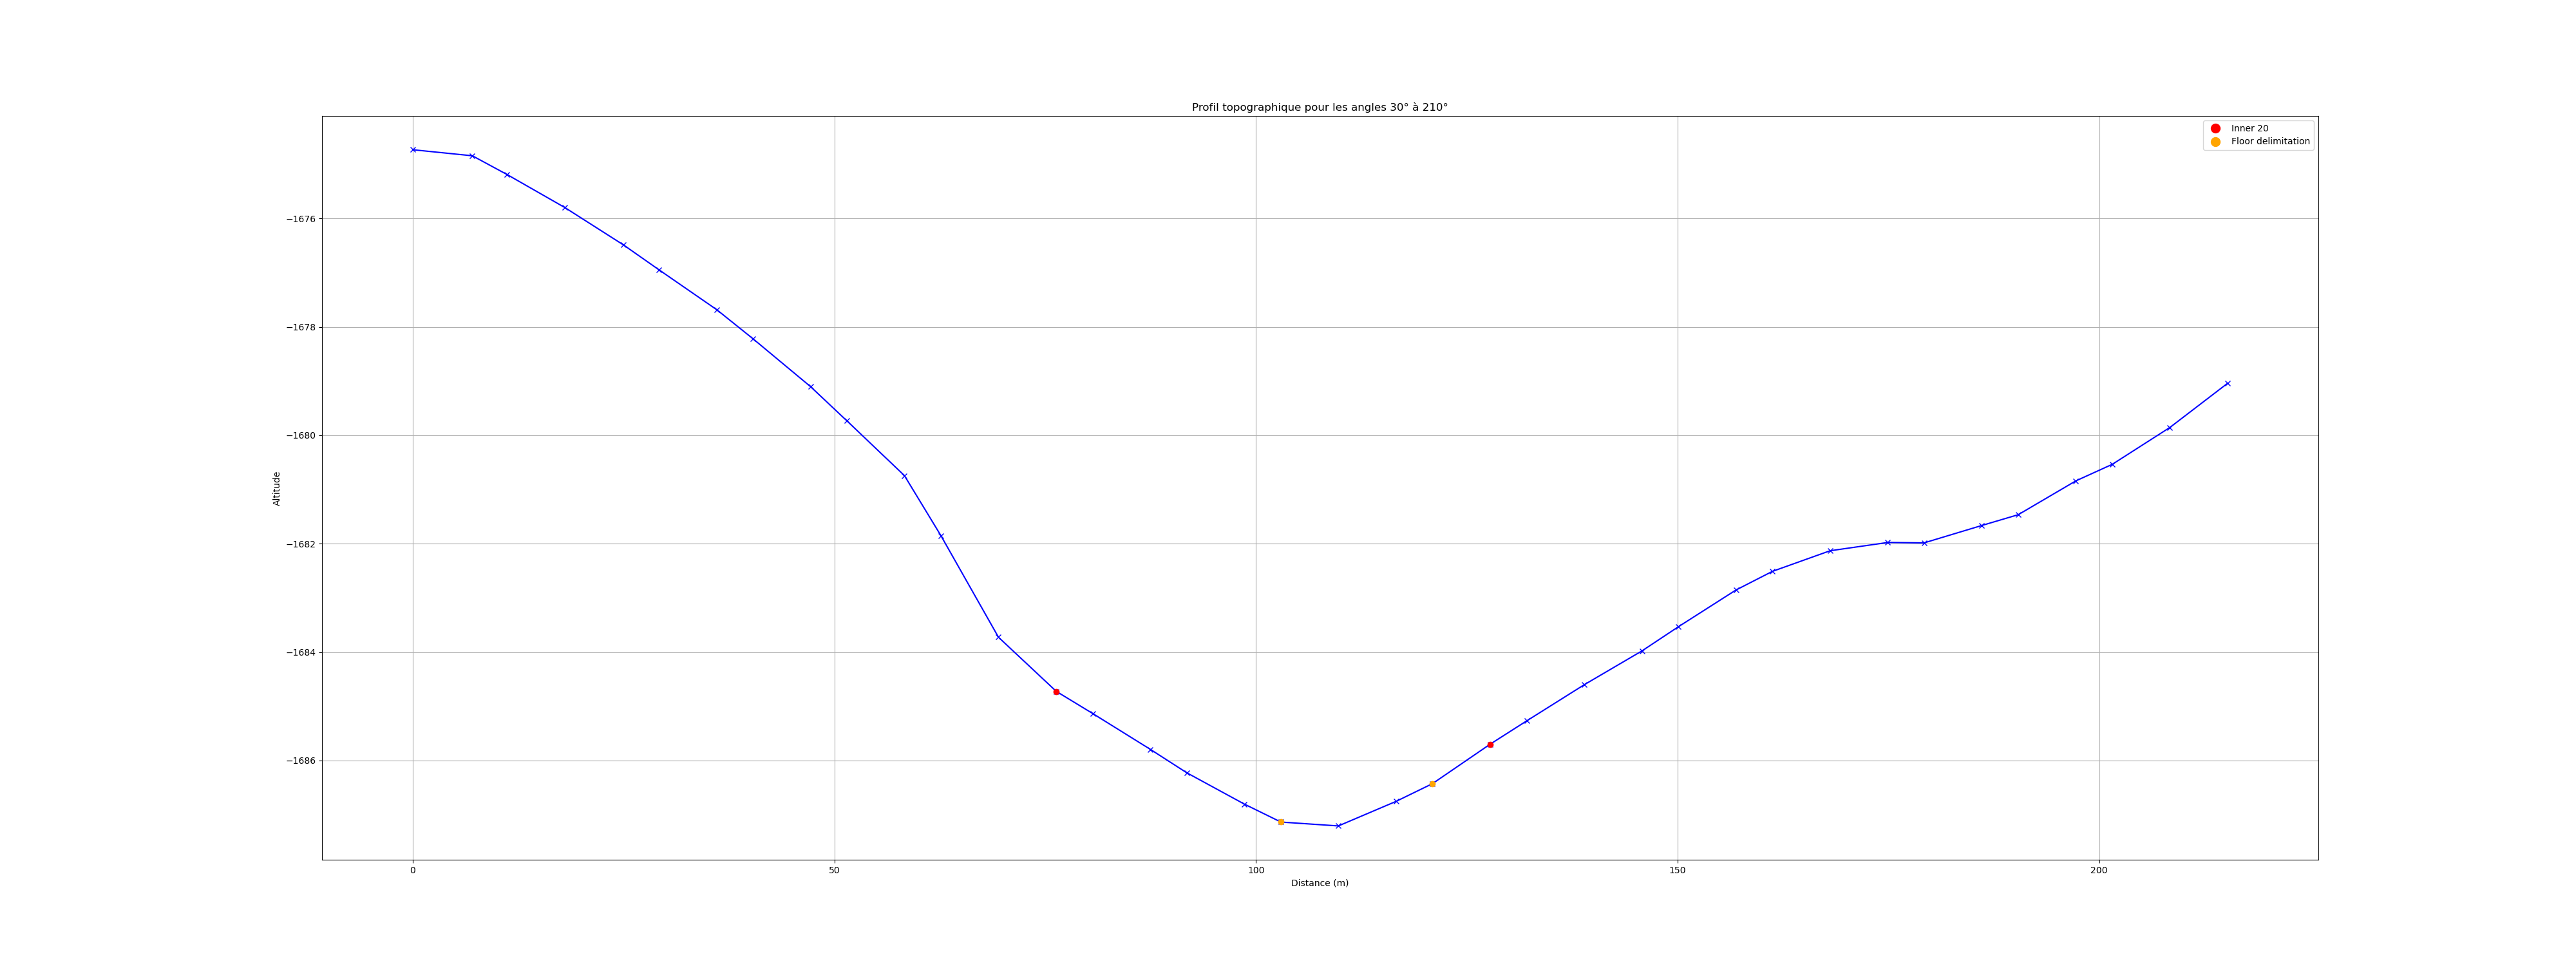 Profil topographique pour les angles 30° à 210°
Inner 20
Floor delimitation
−1676
−1678
−1680
−1682
−1684
−1686
Altitude
0
50
100
150
200
Distance (m)